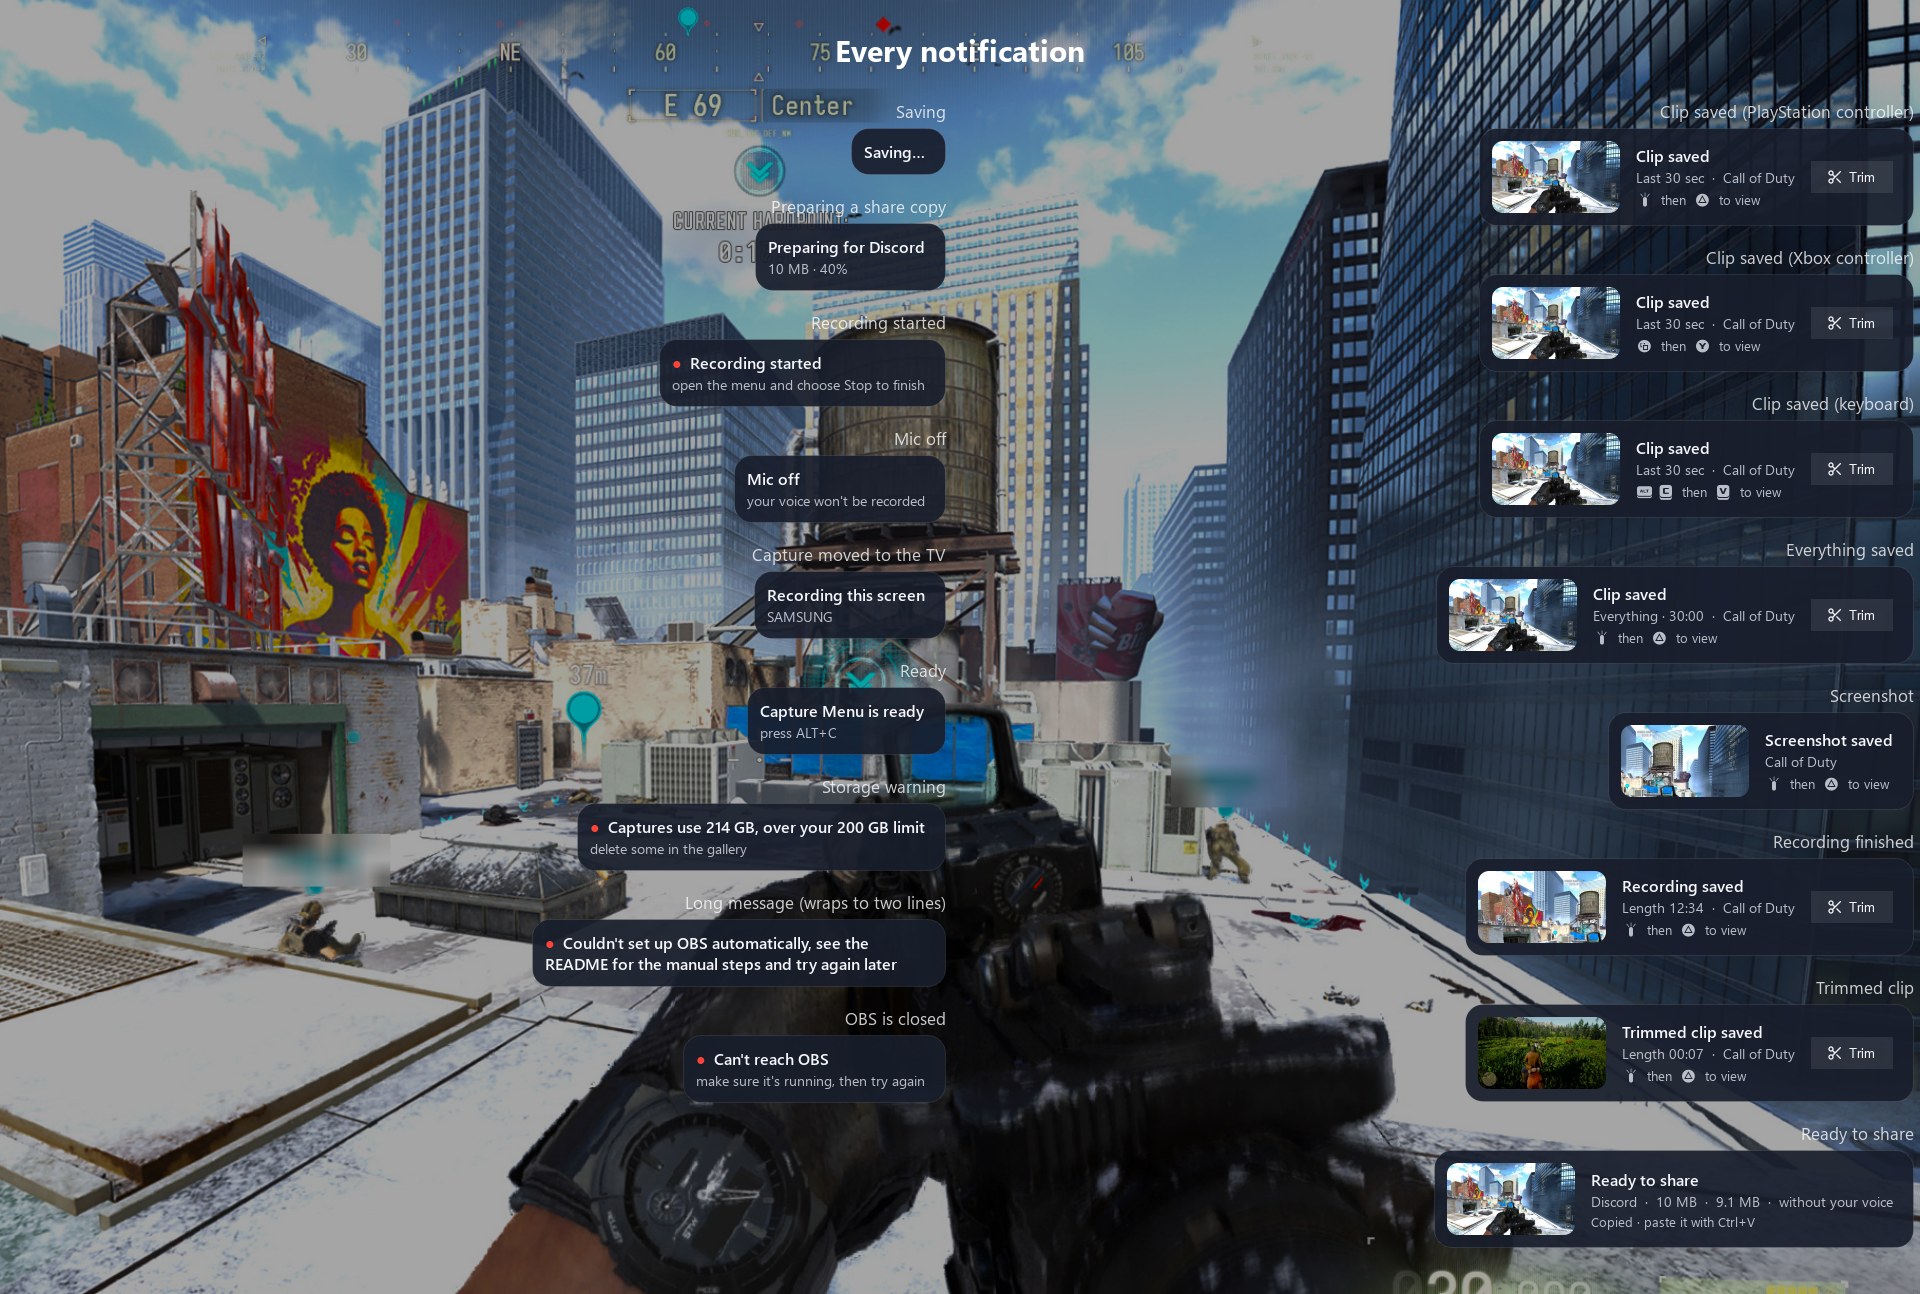 30
NE
60
75
105
Every notification
E 69
Center
CURRENT HARDPOINT
37m
Saving
Saving...
Preparing a share copy
Preparing for Discord
10 MB · 40%
Recording started
Recording started
open the menu and choose Stop to finish
Mic off
Mic off
your voice won't be recorded
Capture moved to the TV
Recording this screen
SAMSUNG
Ready
Capture Menu is ready
press ALT+C
Storage warning
Captures use 214 GB, over your 200 GB limit
delete some in the gallery
Long message (wraps to two lines)
Couldn't set up OBS automatically, see the
README for the manual steps and try again later
OBS is closed
Can't reach OBS
make sure it's running, then try again
Clip saved (PlayStation controller)
Clip saved
Last 30 sec · Call of Duty
then to view
Trim
Clip saved (Xbox controller)
Clip saved
Last 30 sec · Call of Duty
then Y to view
Trim
Clip saved (keyboard)
Clip saved
Last 30 sec · Call of Duty
ALT C then V to view
Trim
Everything saved
Clip saved
Everything · 30:00 · Call of Duty
then to view
Trim
Screenshot
Screenshot saved
Call of Duty
then to view
Recording finished
Recording saved
Length 12:34 · Call of Duty
then to view
Trim
Trimmed clip
Trimmed clip saved
Length 00:07 · Call of Duty
then to view
Trim
Ready to share
Ready to share
Discord · 10 MB · 9.1 MB · without your voice
Copied · paste it with Ctrl+V